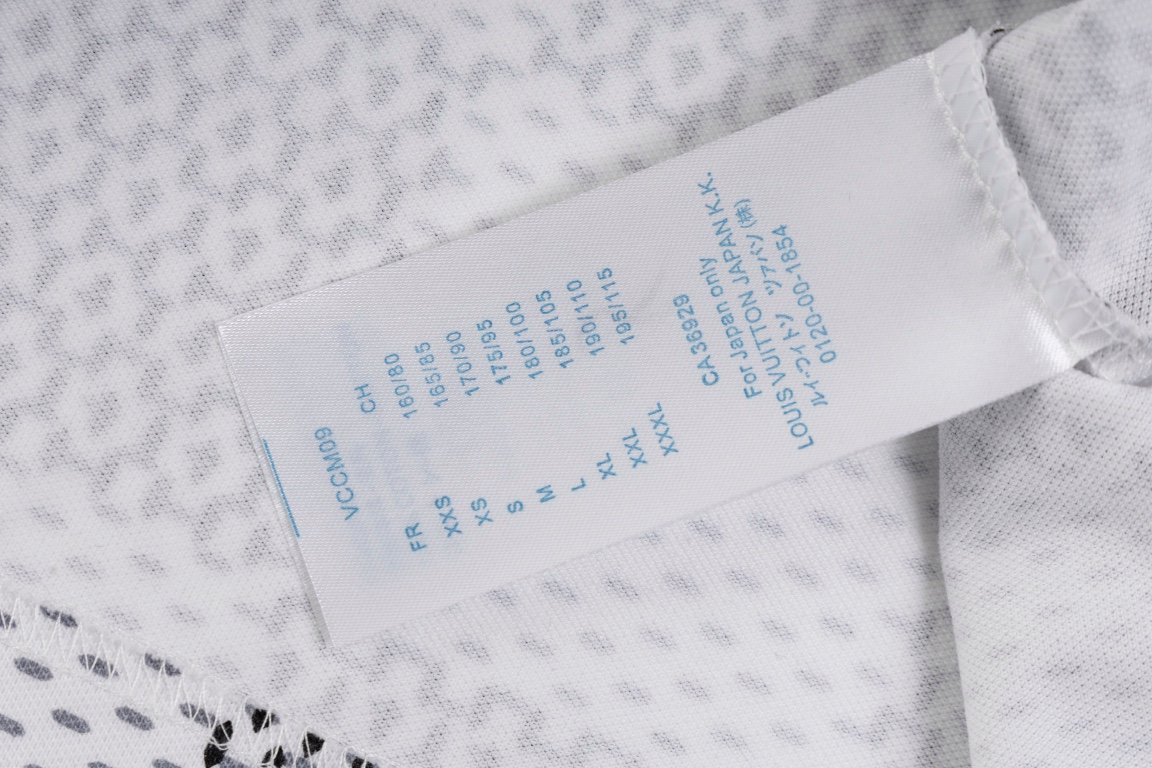 VCCM09
FR CH
XXS 160/80
XS 165/85
S 170/90
M 175/95
L 180/100
XL 185/105
XXL 190/110
XXXL 195/115
CA 36929
For Japan only
LOUIS VUITTON JAPAN K.K.
ルイ・ヴィトン ジャパン(株)
0120-00-1854